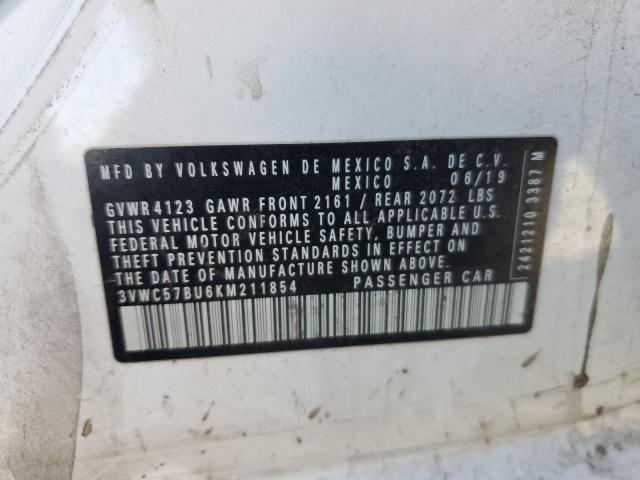 MFD BY VOLKSWAGEN DE MEXICO S.A. DE C.V.
MEXICO 06/19
GVWR 4123 GAWR FRONT 2161 / REAR 2072 LBS
THIS VEHICLE CONFORMS TO ALL APPLICABLE U.S.
FEDERAL MOTOR VEHICLE SAFETY, BUMPER AND
THEFT PREVENTION STANDARDS IN EFFECT ON
THE DATE OF MANUFACTURE SHOWN ABOVE.
3VWC57BU6KM211854 PASSENGER CAR
2421210 3387 M